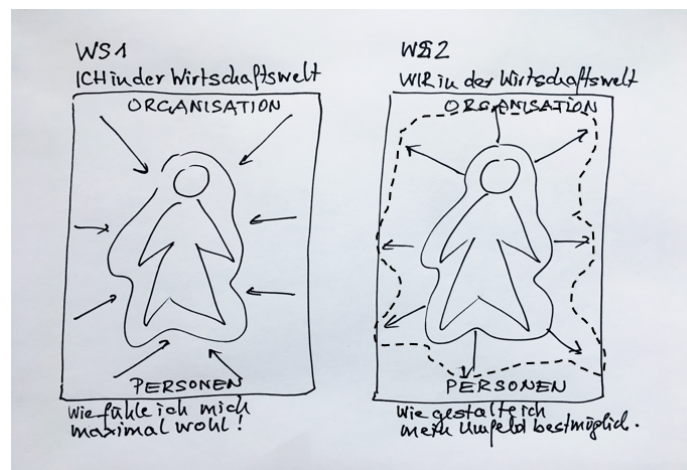 WS1
ICH in der Wirtschaftswelt
ORGANISATION
PERSONEN
Wie fühle ich mich
maximal wohl!
WS2
WIR in der Wirtschaftswelt
ORGANISATION
PERSONEN
Wie gestalte ich
mein Umfeld bestmöglich.